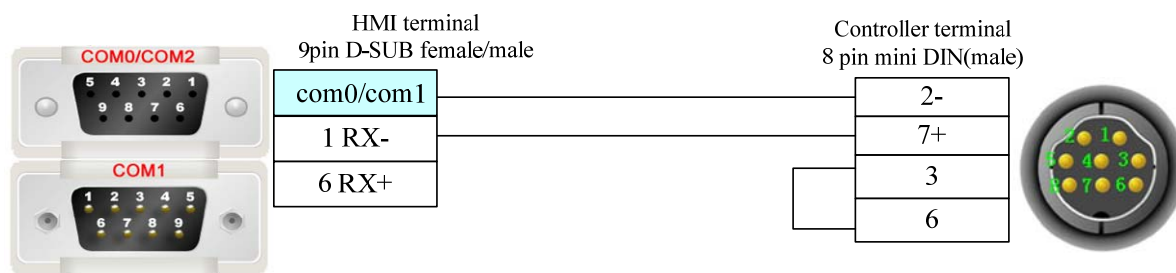 HMI terminal
9pin D-SUB female/male
Controller terminal
8 pin mini DIN(male)
COM0/COM2
5 4 3 2 1
9 8 7 6
COM1
1 2 3 4 5
6 7 8 9
com0/com1
1 RX-
6 RX+
2-
7+
3
6
2 1
5 4 3
8 7 6